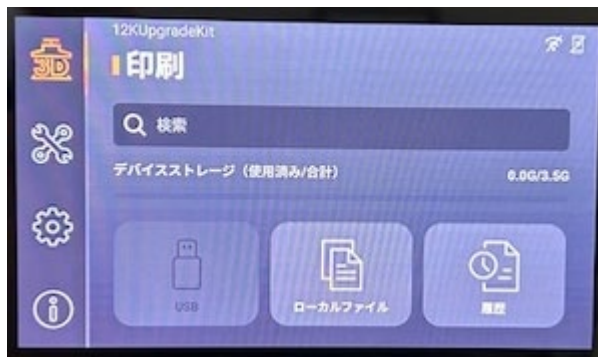 12KUpgradeKit
3D
印刷
検索
デバイスストレージ（使用済み/合計） 0.0G/3.5G
USB
ローカルファイル
履歴